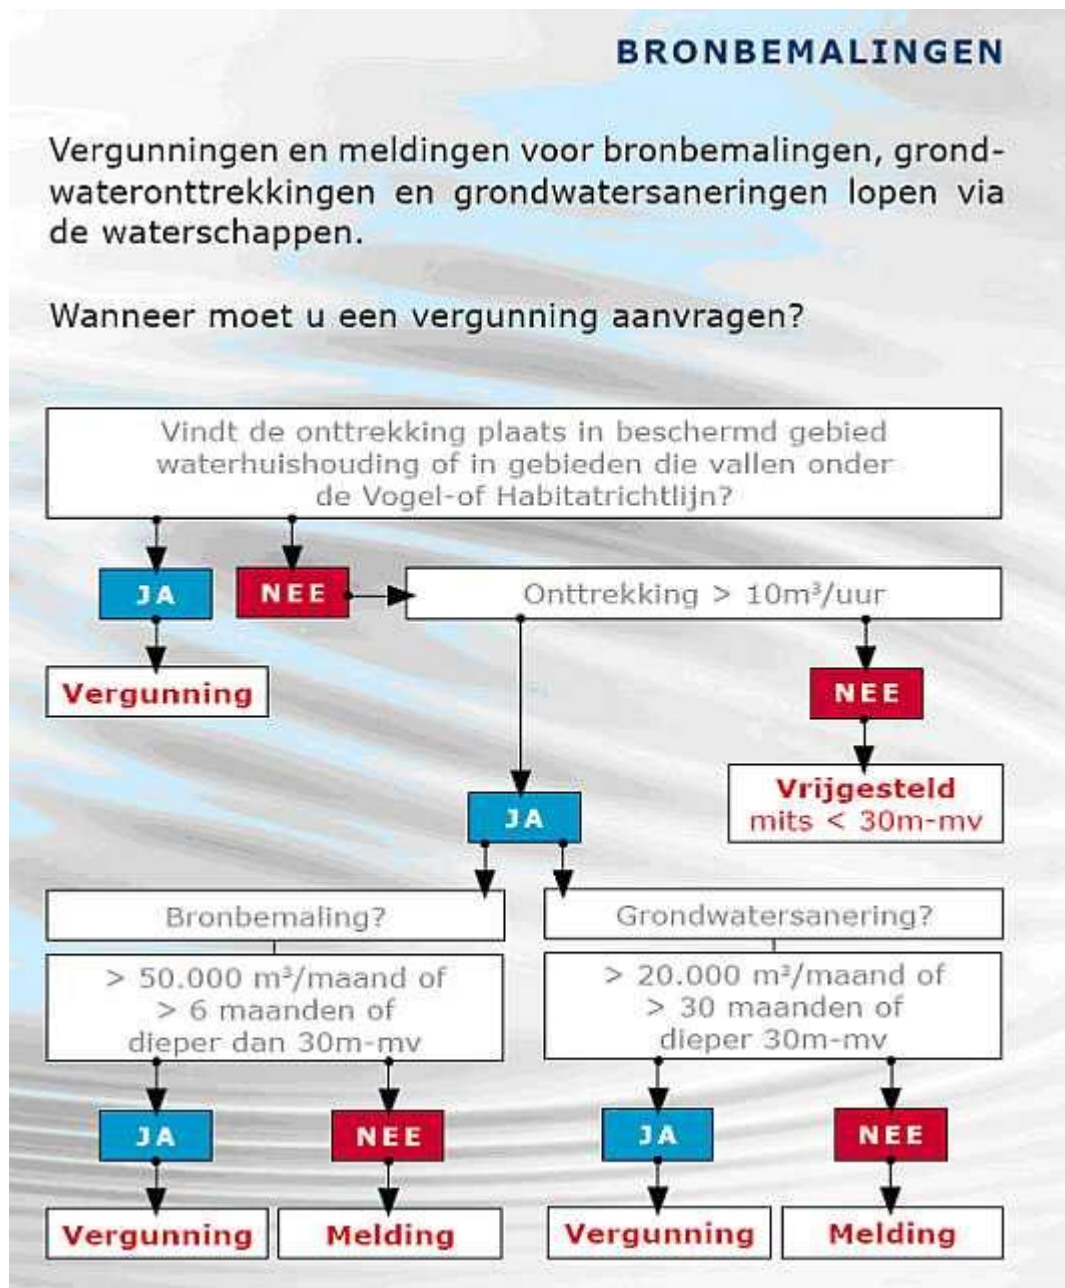 BRONBEMALINGEN
Vergunningen en meldingen voor bronbemalingen, grond-
wateronttrekkingen en grondwatersaneringen lopen via
de waterschappen.
Wanneer moet u een vergunning aanvragen?
Vindt de onttrekking plaats in beschermd gebied
waterhuishouding of in gebieden die vallen onder
de Vogel-of Habitatrichtlijn?
JA
NEE
Onttrekking > 10m³/uur
Vergunning
NEE
Vrijgesteld
mits < 30m-mv
JA
Bronbemaling?
> 50.000 m³/maand of
> 6 maanden of
dieper dan 30m-mv
Grondwatersanering?
> 20.000 m³/maand of
> 30 maanden of
dieper 30m-mv
JA
NEE
JA
NEE
Vergunning
Melding
Vergunning
Melding